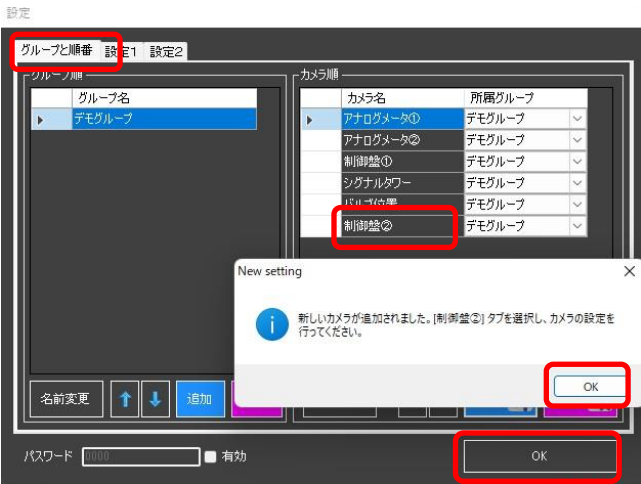 設定
グループと順番 設定1 設定2
グループ順
カメラ順
グループ名
デモグループ
カメラ名 所属グループ
アナログメータ① デモグループ
アナログメータ② デモグループ
制御盤① デモグループ
シグナルタワー デモグループ
バルブ位置 デモグループ
制御盤② デモグループ
New setting
新しいカメラが追加されました。[制御盤②] タブを選択し、カメラの設定を
行ってください。
OK
名前変更 追加
パスワード 0000 有効
OK